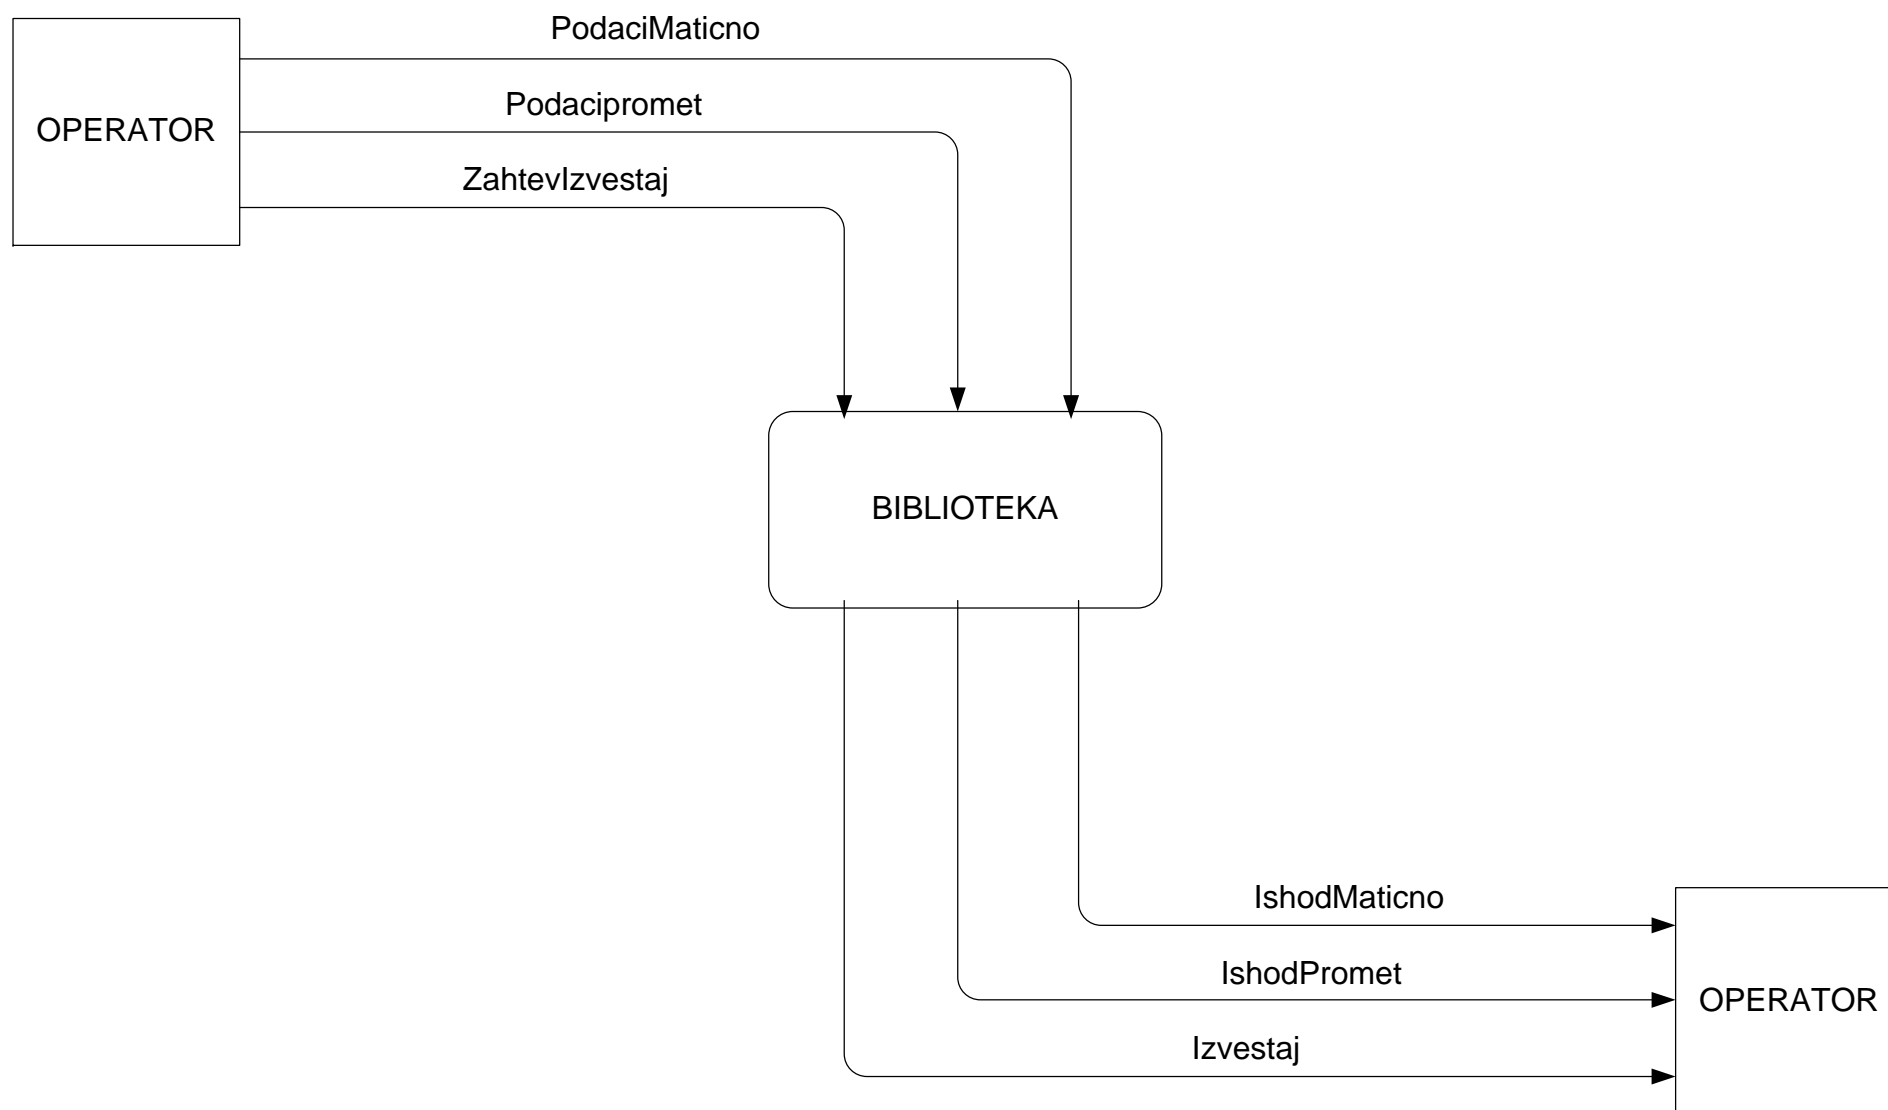 PodaciMaticno
OPERATOR
Podacipromet
ZahtevIzvestaj
BIBLIOTEKA
IshodMaticno
IshodPromet
OPERATOR
Izvestaj